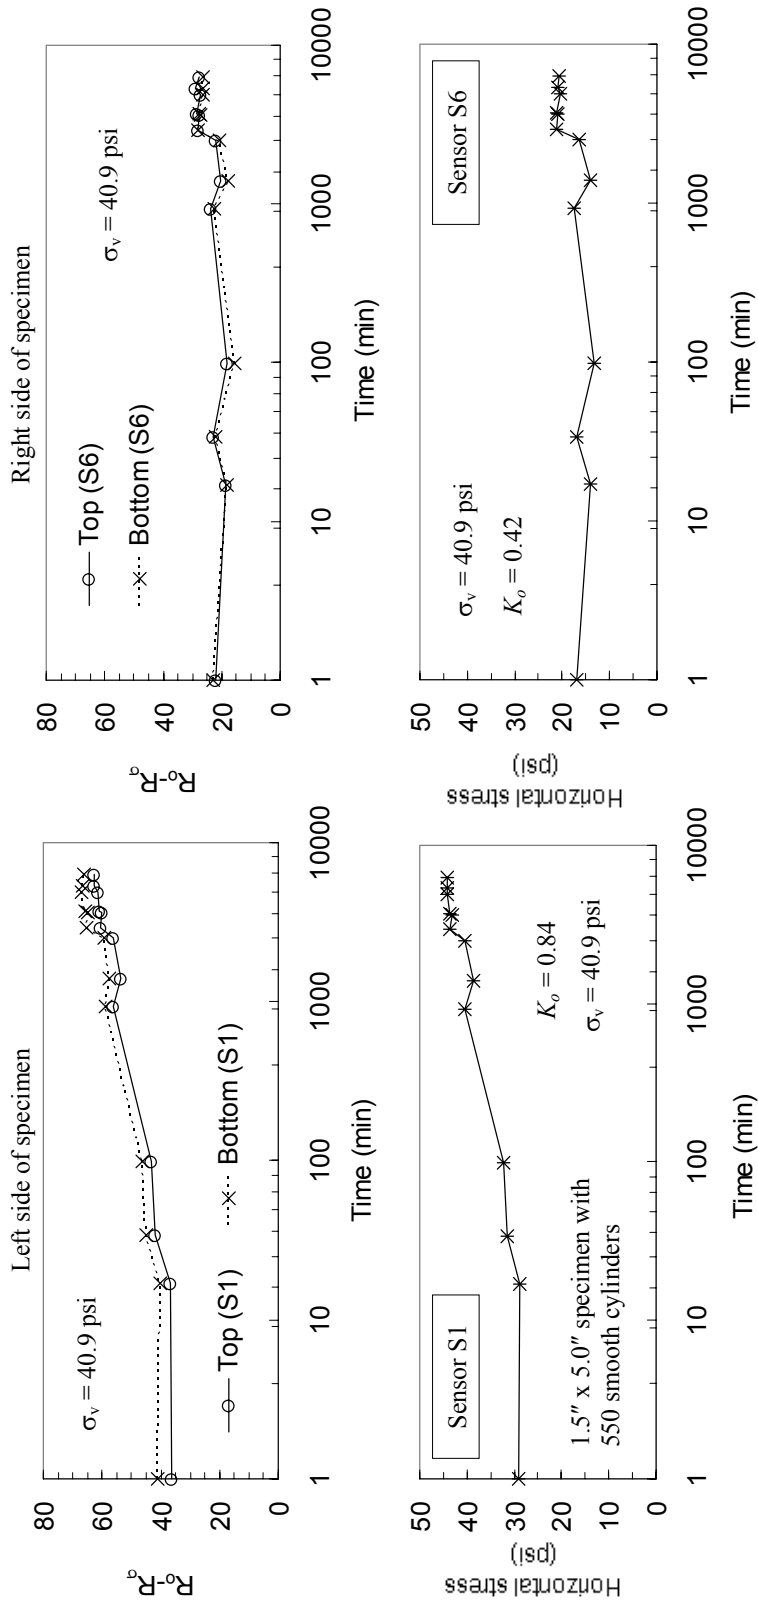 Left side of specimen
80
60
40
20
0
Rₒ-R_σ
σᵥ = 40.9 psi
Top (S1)
Bottom (S1)
1
10
100
1000
10000
Time (min)
Right side of specimen
80
60
40
20
0
Rₒ-R_σ
Top (S6)
Bottom (S6)
σᵥ = 40.9 psi
1
10
100
1000
10000
Time (min)
50
40
30
20
10
0
Horizontal stress
(psi)
Sensor S1
1.5″ x 5.0″ specimen with
550 smooth cylinders
Kₒ = 0.84
σᵥ = 40.9 psi
1
10
100
1000
10000
Time (min)
50
40
30
20
10
0
Horizontal stress
(psi)
σᵥ = 40.9 psi
Kₒ = 0.42
Sensor S6
1
10
100
1000
10000
Time (min)